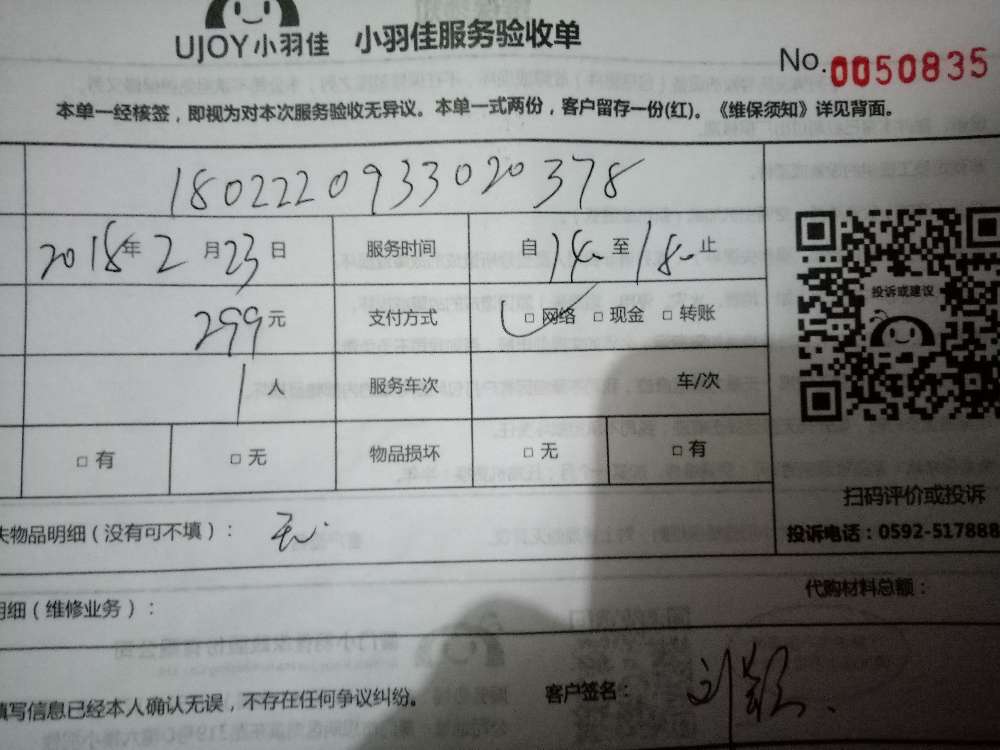 UJOY小羽佳 小羽佳服务验收单
No.0050835
本单一经核签，即视为对本次服务验收无异议。本单一式两份，客户留存一份(红)。《维保须知》详见背面。
1802220933020378
2018年2月23日 服务时间 自14至18止
299元 支付方式 □网络 □现金 □转账
投诉或建议
1 服务车次 车/次
□有 □无 物品损坏 □无 □有
扫码评价或投诉
失物品明细（没有可不填）： 无
投诉电话：0592-517888
代购材料总额：
明细（维修业务）：
填写信息已经本人确认无误，不存在任何争议纠纷。 客户签名：刘颖